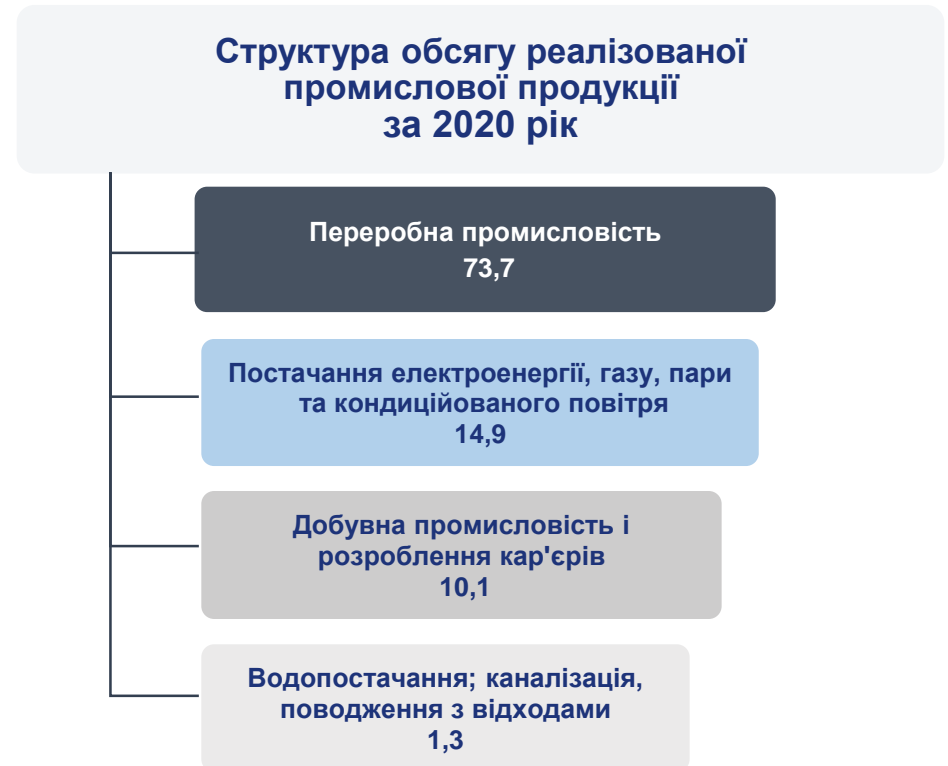 Структура обсягу реалізованої
промислової продукції
за 2020 рік
Переробна промисловість
73,7
Постачання електроенергії, газу, пари
та кондиційованого повітря
14,9
Добувна промисловість і
розроблення кар'єрів
10,1
Водопостачання; каналізація,
поводження з відходами
1,3